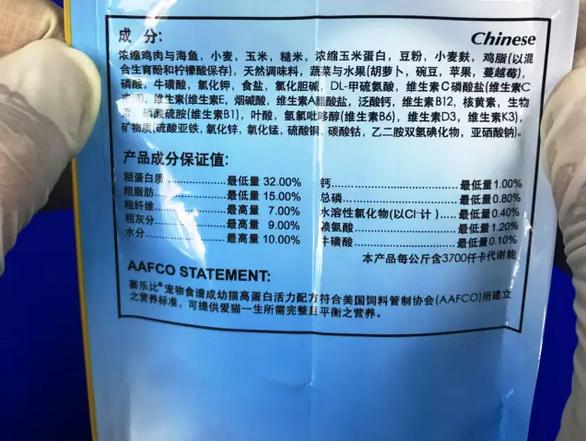 成 分: Chinese
浓缩鸡肉与海鱼，小麦，玉米，糙米，浓缩玉米蛋白，豆粉，小麦麸，鸡脂(以混
合生育酚和柠檬酸保存)，天然调味料，蔬菜与水果(胡萝卜，豌豆，苹果，蔓越莓)，
磷酸，牛磺酸，氯化钾，食盐，氯化胆碱，DL-甲硫氨酸，维生素C磷酸盐(维生素C
维生素(维生素E，烟碱酸，维生素A醋酸盐，泛酸钙，维生素B12，核黄素，生物
硝酸硫胺(维生素B1)，叶酸，氢氯吡哆醇(维生素B6)，维生素D3，维生素K3)，
矿物质(硫酸亚铁，氧化锌，氧化锰，硫酸铜，碳酸钴，乙二胺双氢碘化物，亚硒酸钠)。
产品成分保证值:
粗蛋白质 最低量 32.00%
粗脂肪 最低量 15.00%
粗纤维 最高量 7.00%
粗灰分 最高量 9.00%
水分 最高量 10.00%
钙 最低量 1.00%
总磷 最低量 0.80%
水溶性氯化物(以Cl⁻计) 最低量 0.40%
赖氨酸 最低量 1.20%
牛磺酸 最低量 0.10%
本产品每公斤含3700仟卡代谢能
AAFCO STATEMENT:
乐比®宠物食谱成幼猫高蛋白活力配方符合美国饲料管制协会(AAFCO)所建立
之营养标准，可提供爱猫一生所需完整且平衡之营养。